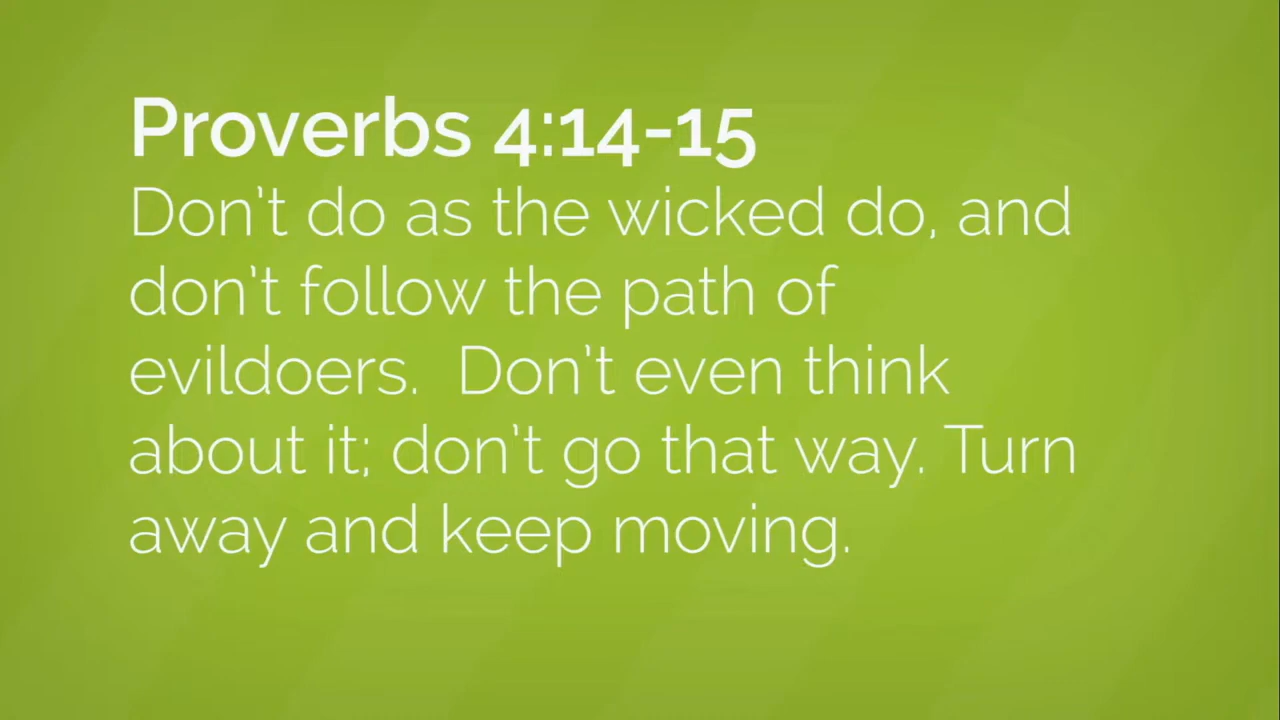 Proverbs 4:14-15
Don't do as the wicked do, and
don't follow the path of
evildoers.  Don't even think
about it; don't go that way. Turn
away and keep moving.